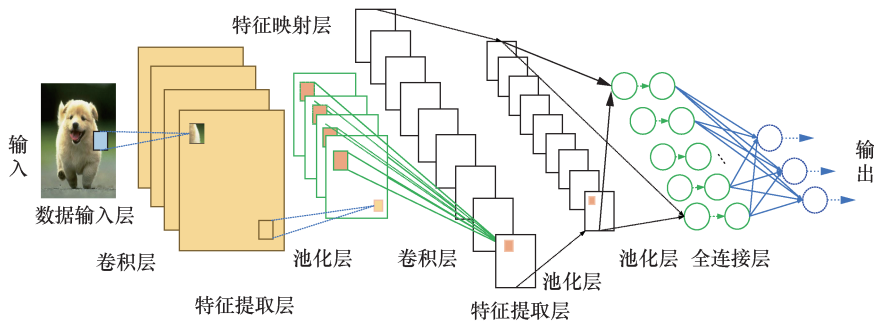 特征映射层
输入
输出
数据输入层
卷积层
池化层
卷积层
池化层
池化层
全连接层
特征提取层
特征提取层